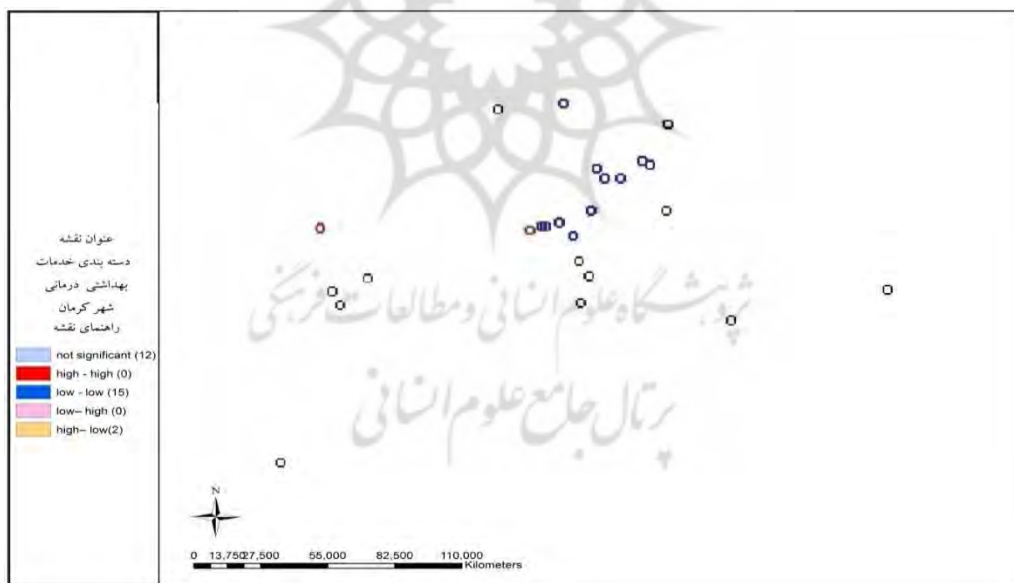 عنوان نقشه
دسته بندی خدمات
بهداشتی درمانی
شهر کرمان
راهنمای نقشه
not significant (12)
high - high (0)
low - low (15)
low– high (0)
high– low(2)
پژوهشگاه علوم انسانی و مطالعات فرهنگی
پرتال جامع علوم انسانی
N
0 13,750 27,500 55,000 82,500 110,000
Kilometers